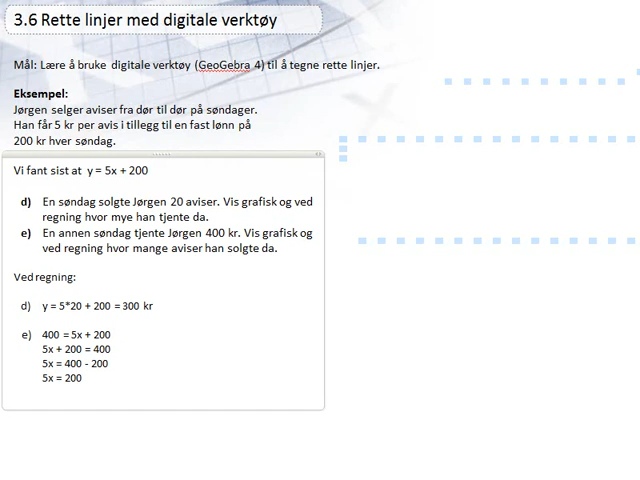 3.6 Rette linjer med digitale verktøy
Mål: Lære å bruke digitale verktøy (GeoGebra 4) til å tegne rette linjer.
Eksempel:
Jørgen selger aviser fra dør til dør på søndager.
Han får 5 kr per avis i tillegg til en fast lønn på
200 kr hver søndag.
Vi fant sist at y = 5x + 200
d) En søndag solgte Jørgen 20 aviser. Vis grafisk og ved
regning hvor mye han tjente da.
e) En annen søndag tjente Jørgen 400 kr. Vis grafisk og
ved regning hvor mange aviser han solgte da.
Ved regning:
d) y = 5*20 + 200 = 300 kr
e) 400 = 5x + 200
5x + 200 = 400
5x = 400 - 200
5x = 200